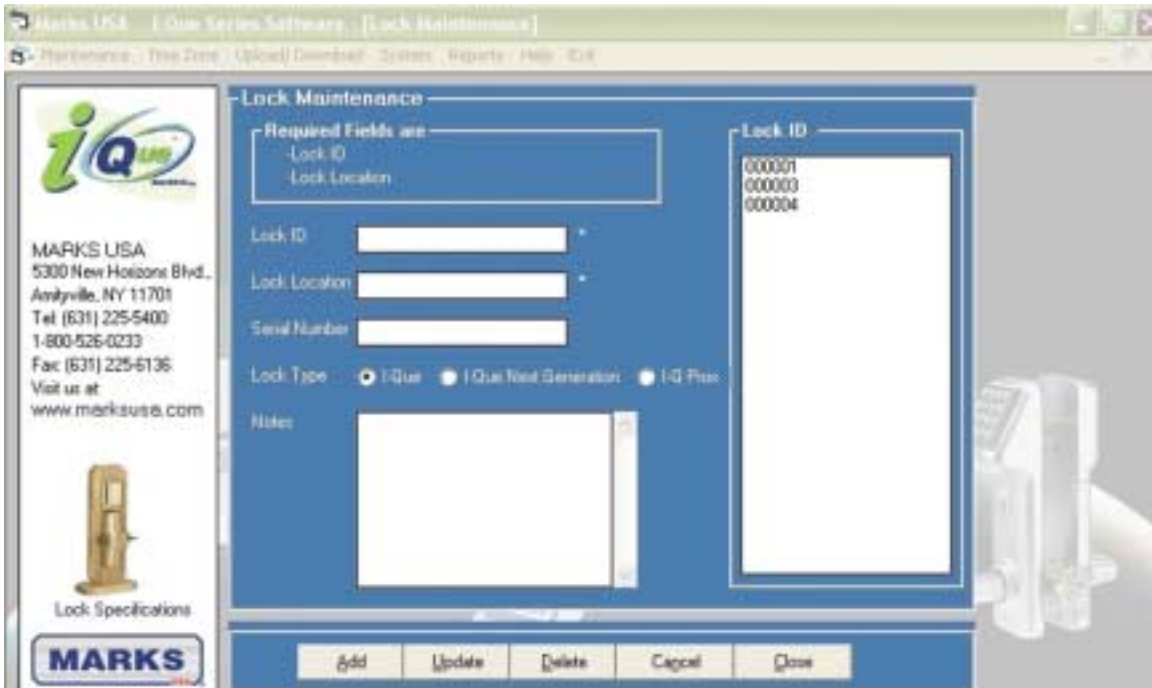 Marks USA I-Que Series Software - [Lock Maintenance]
Maintenance Time Zone Upload/Download System Reports Help Exit
iQue
MARKS USA
5300 New Horizons Blvd.,
Amityville, NY 11701
Tel: (631) 225-5400
1-800-526-0233
Fax: (631) 225-6136
Visit us at
www.marksusa.com
Lock Specifications
MARKS
USA
Lock Maintenance
Required Fields are
-Lock ID
-Lock Location
Lock ID *
Lock Location *
Serial Number
Lock Type I-Que I-Que Next Generation I-Q Prox
Notes
Lock ID
000001
000003
000004
Add Update Delete Cancel Close